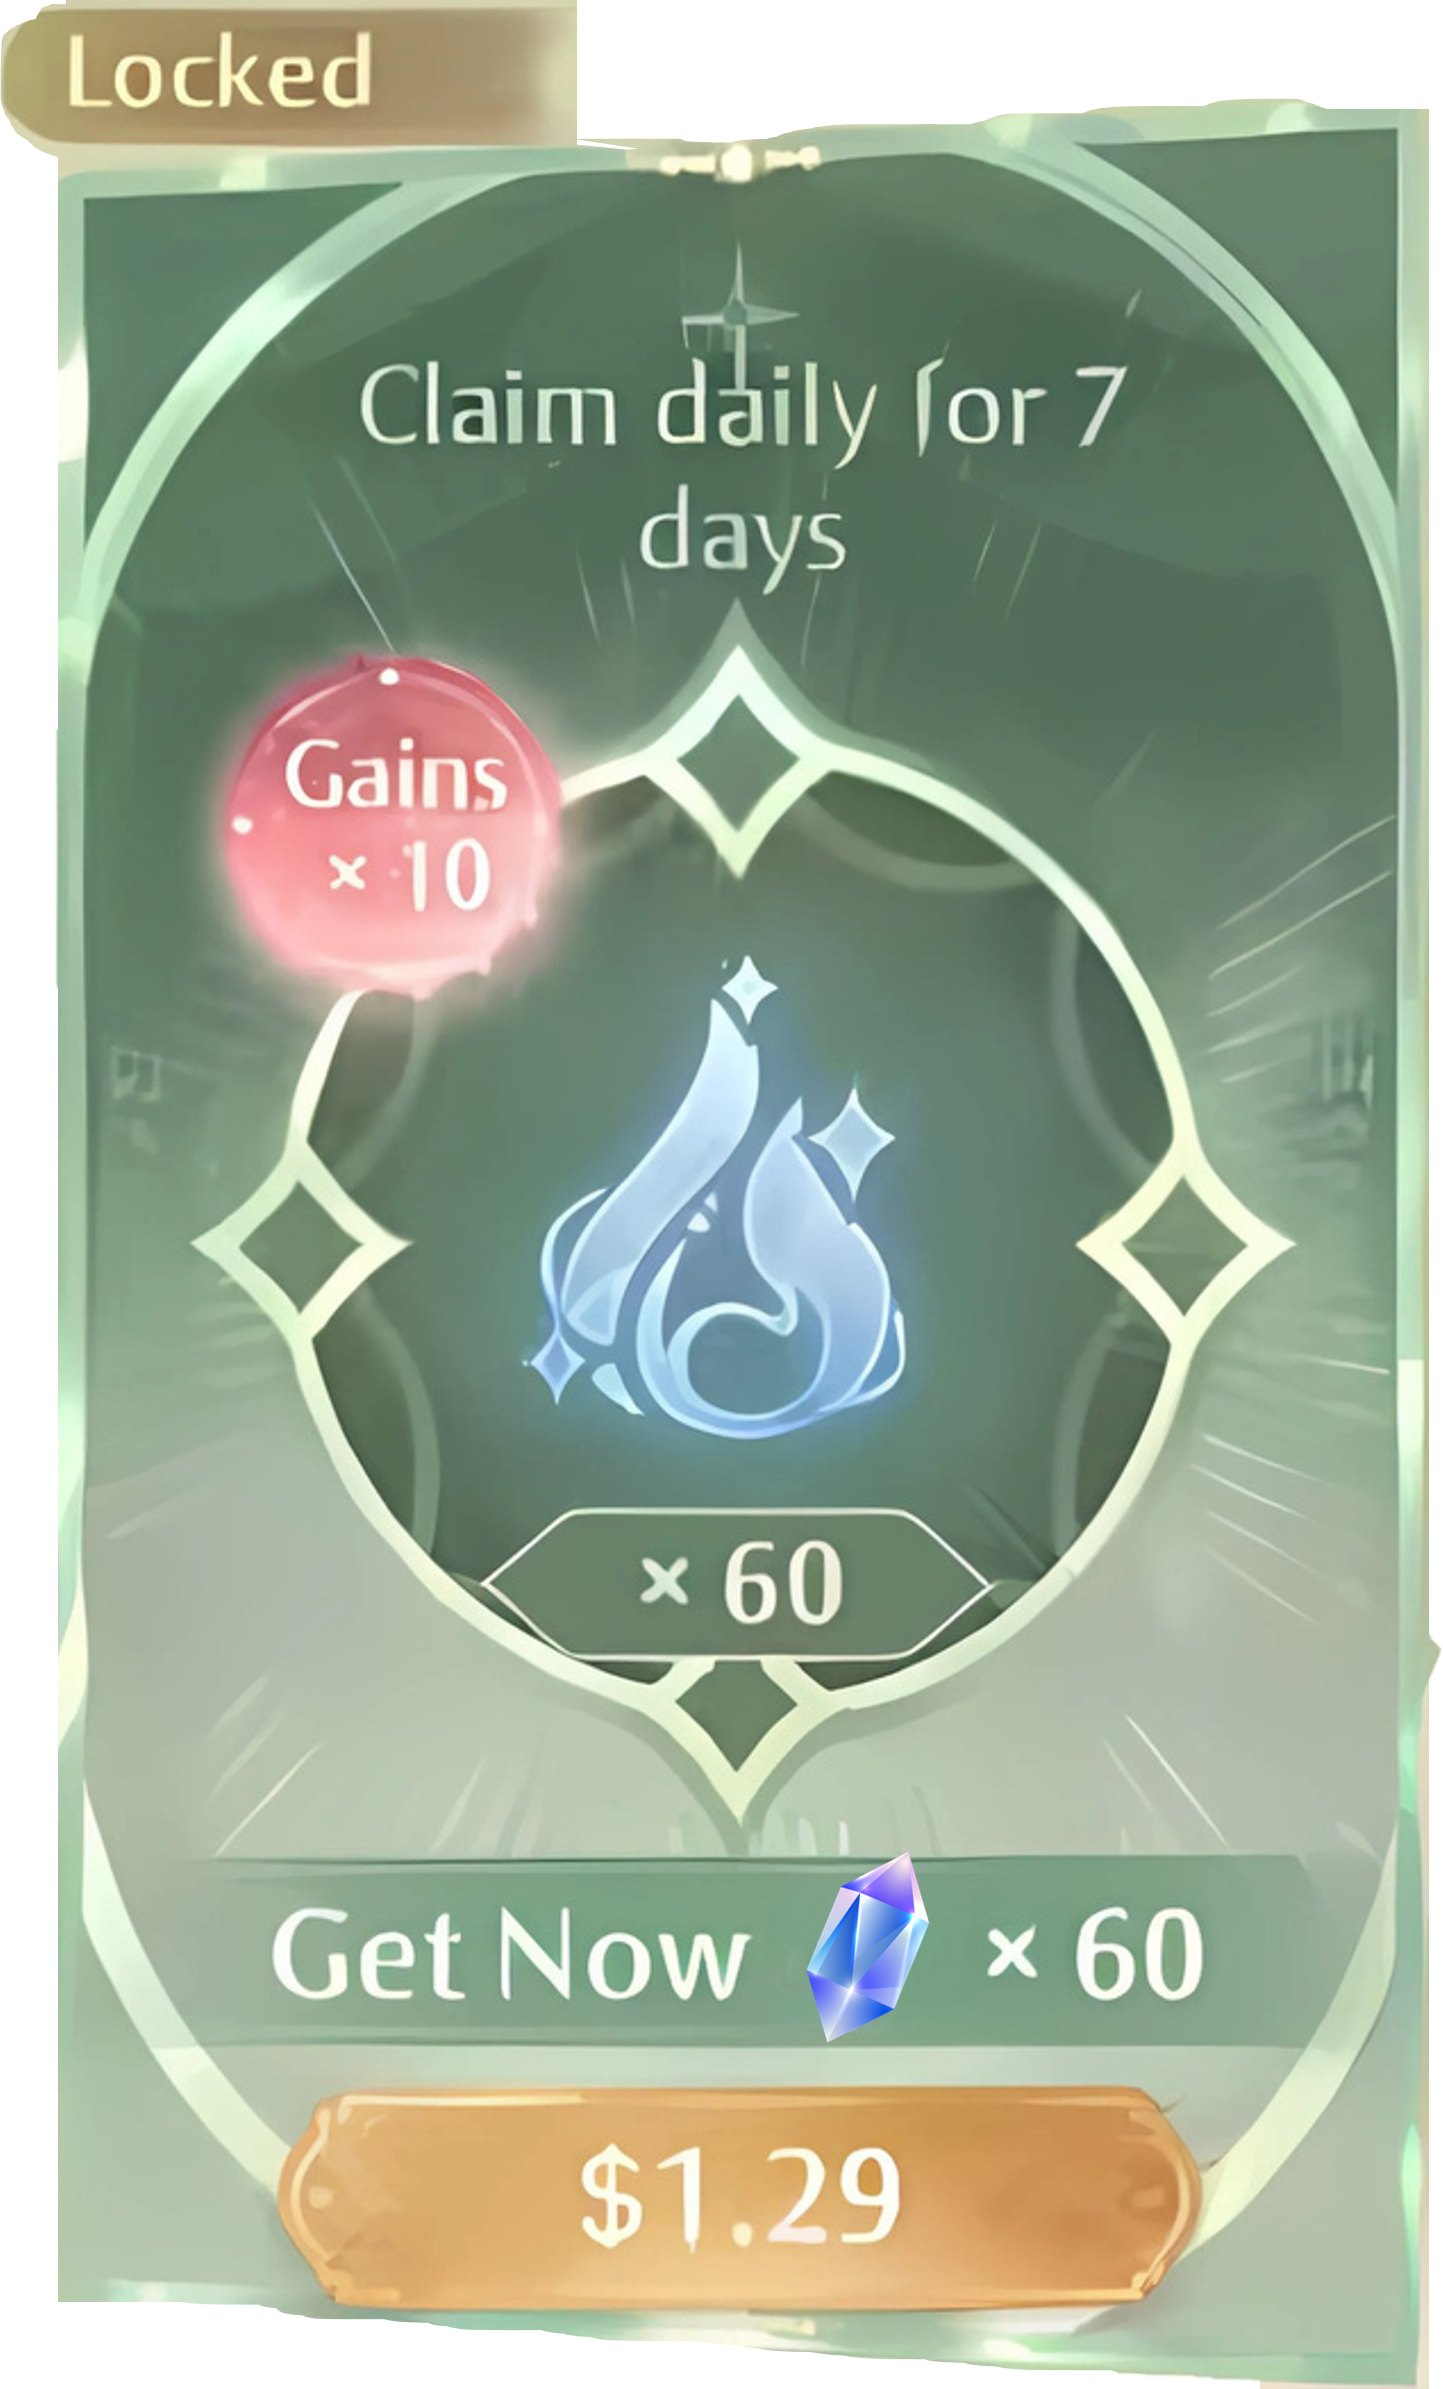 Locked
Claim daily for 7
days
Gains
× 10
× 60
Get Now × 60
$1.29